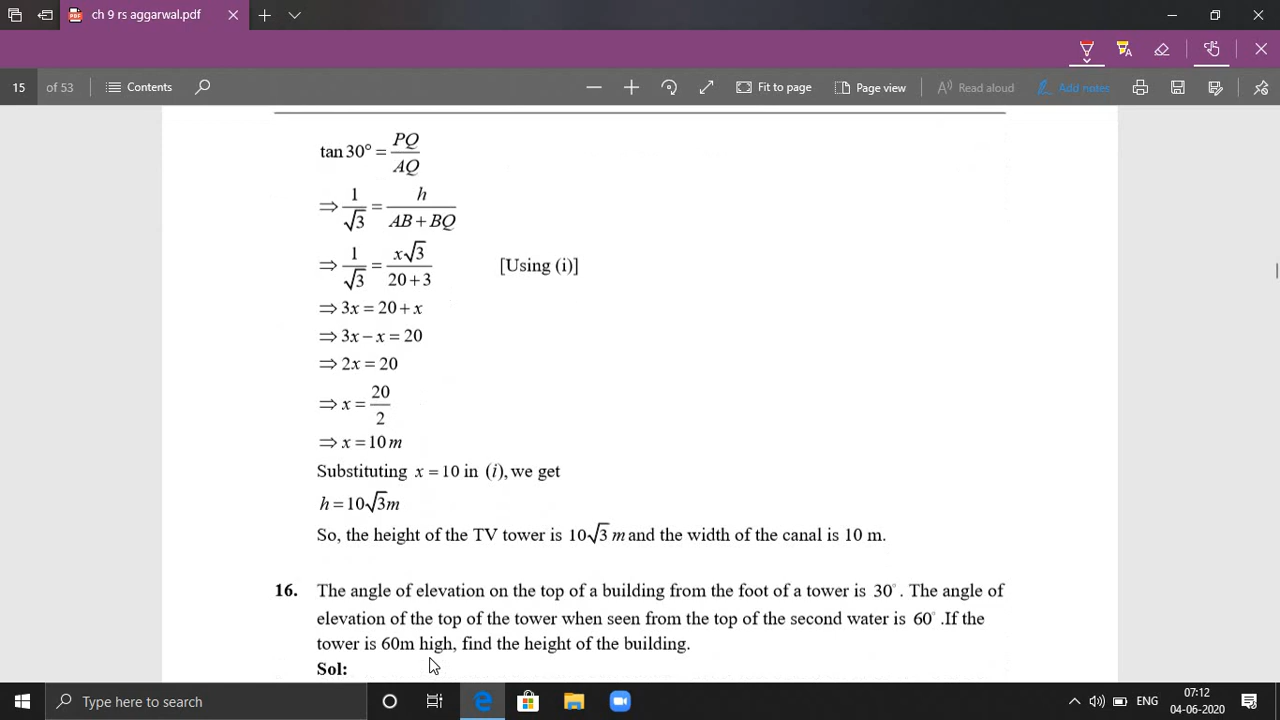 ch 9 rs aggarwal.pdf
15 of 53 Contents Fit to page Page view Read aloud Add notes
tan 30° = PQ/AQ
⇒ 1/√3 = h/(AB + BQ)
⇒ 1/√3 = x√3/(20 + 3) [Using (i)]
⇒ 3x = 20 + x
⇒ 3x − x = 20
⇒ 2x = 20
⇒ x = 20/2
⇒ x = 10 m
Substituting x = 10 in (i), we get
h = 10√3 m
So, the height of the TV tower is 10√3 m and the width of the canal is 10 m.
16. The angle of elevation on the top of a building from the foot of a tower is 30°. The angle of
elevation of the top of the tower when seen from the top of the second water is 60° .If the
tower is 60m high, find the height of the building.
Sol:
Type here to search
ENG
07:12
04-06-2020